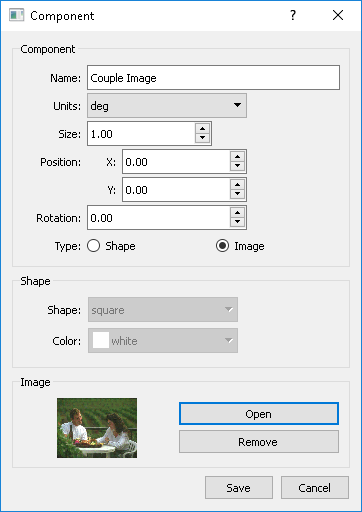 Component
?
Component
Name: Couple Image
Units: deg
Size: 1.00
Position: X: 0.00
Y: 0.00
Rotation: 0.00
Type: Shape Image
Shape
Shape: square
Color: white
Image
Open
Remove
Save Cancel